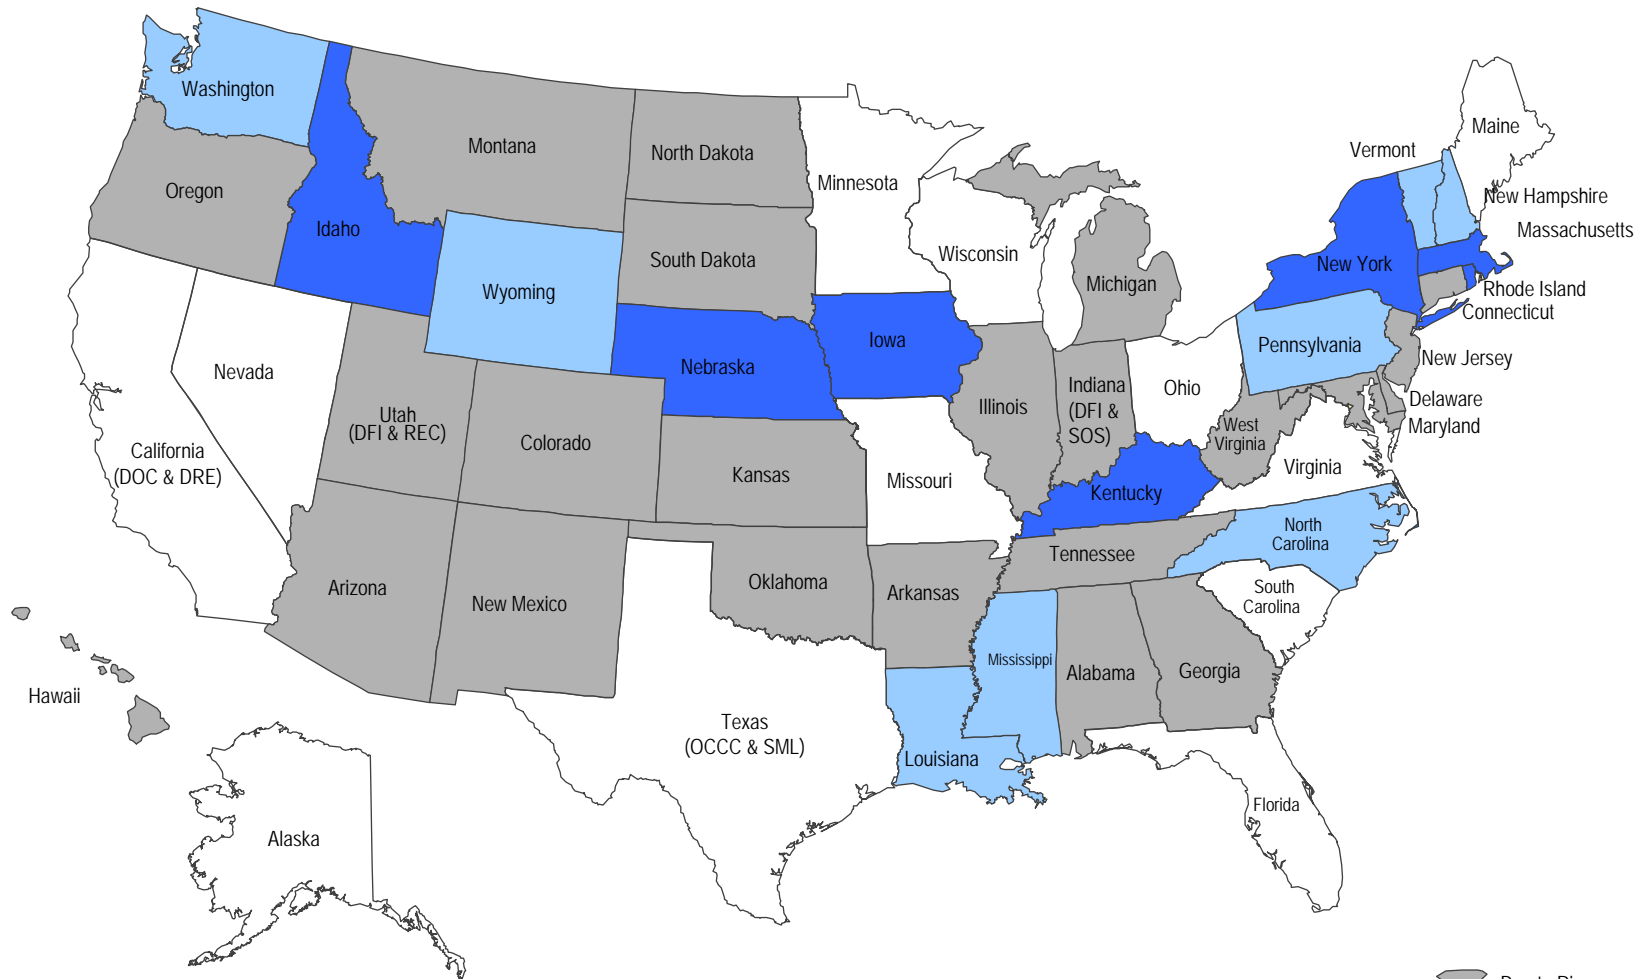 Washington
Montana
North Dakota
Minnesota
Maine
Vermont
New Hampshire
Massachusetts
Oregon
Idaho
South Dakota
Wisconsin
Michigan
New York
Rhode Island
Connecticut
Wyoming
Nebraska
Iowa
Pennsylvania
New Jersey
Nevada
Utah
(DFI & REC)
Colorado
Kansas
Illinois
Indiana
(DFI &
SOS)
Ohio
West
Virginia
Delaware
Maryland
California
(DOC & DRE)
Missouri
Kentucky
Virginia
North
Carolina
Tennessee
Arizona
New Mexico
Oklahoma
Arkansas
South
Carolina
Mississippi
Alabama
Georgia
Hawaii
Texas
(OCCC & SML)
Louisiana
Florida
Alaska